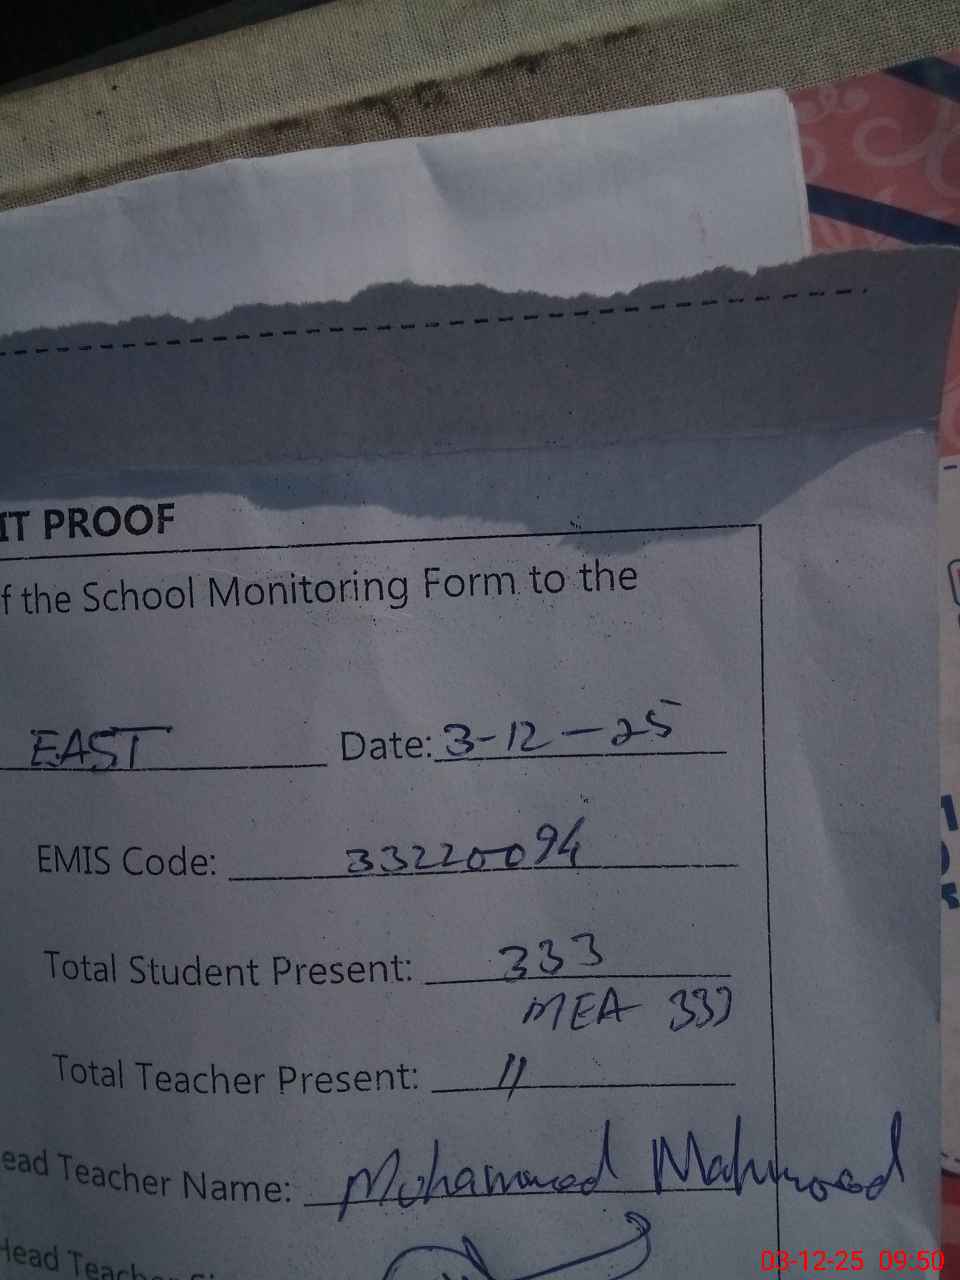 IT PROOF
f the School Monitoring Form to the
EAST Date: 3-12-25
EMIS Code: 33220094
Total Student Present: 333
MEA 333
Total Teacher Present: 11
ead Teacher Name: Mohammad Mahmood
Head Teach
03-12-25 09:50